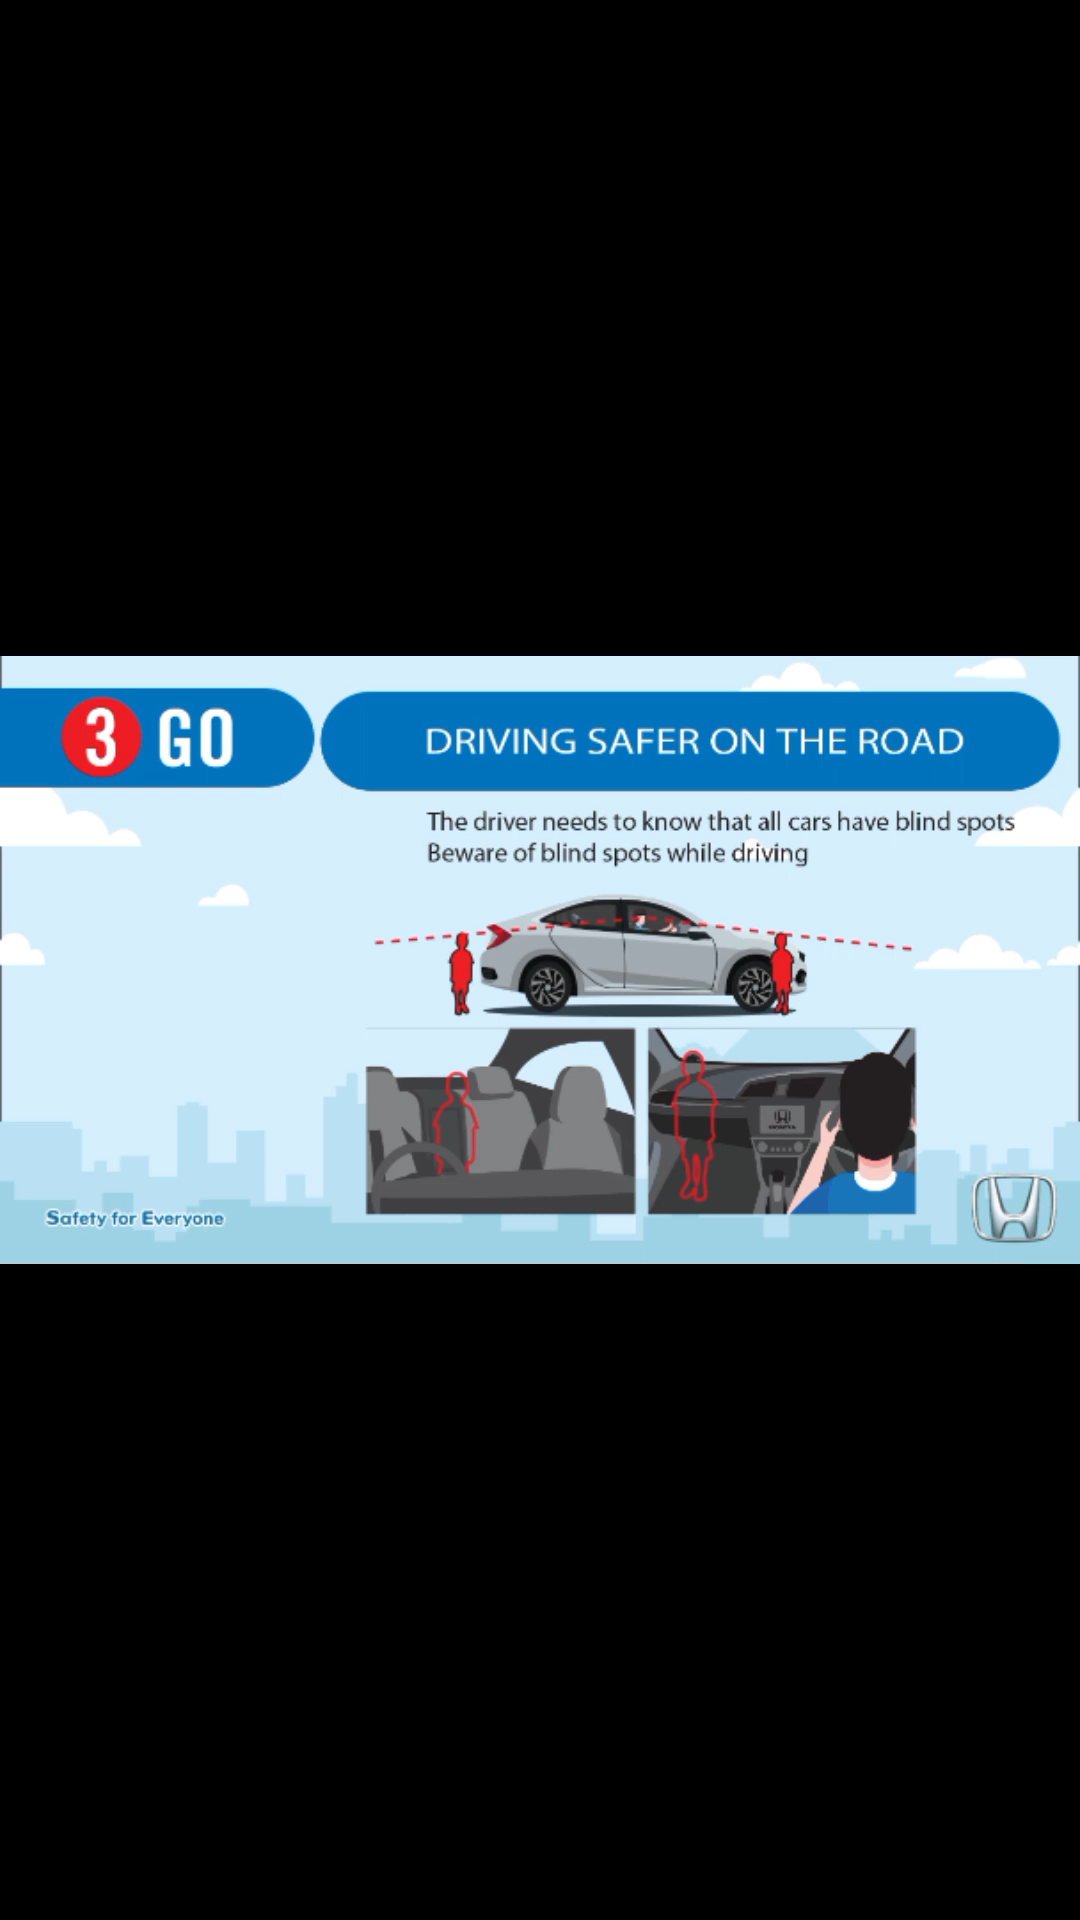 3 GO
DRIVING SAFER ON THE ROAD
The driver needs to know that all cars have blind spots
Beware of blind spots while driving
Safety for Everyone